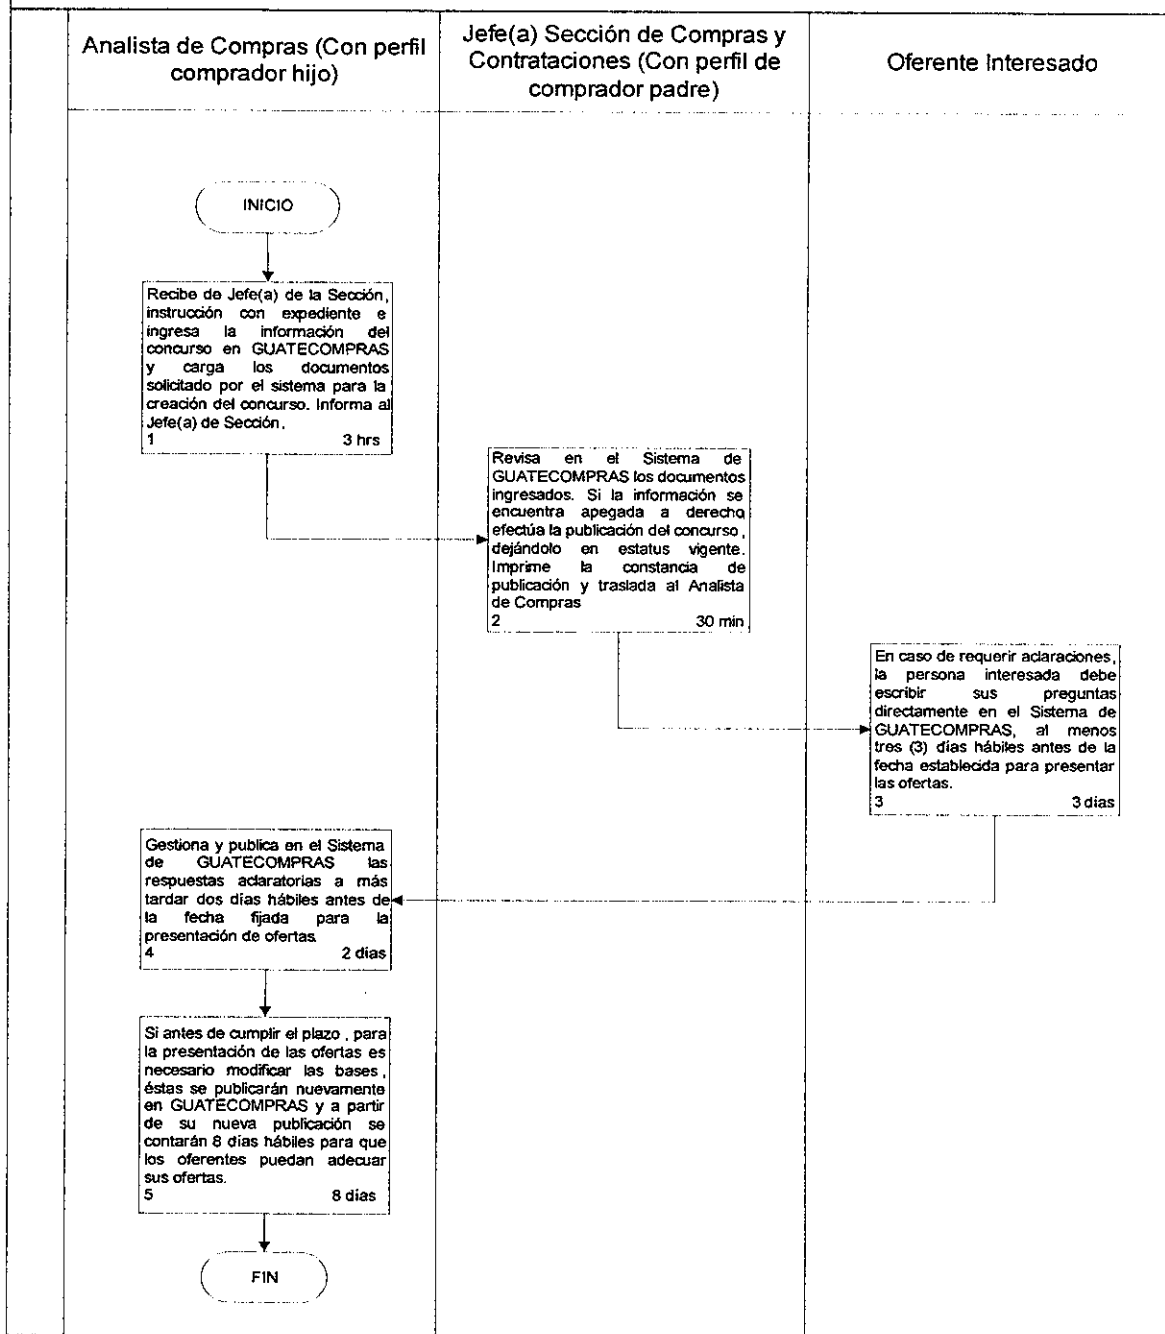 Analista de Compras (Con perfil
comprador hijo)
Jefe(a) Sección de Compras y
Contrataciones (Con perfil de
comprador padre)
Oferente Interesado
INICIO
Recibe de Jefe(a) de la Sección,
instrucción con expediente e
ingresa la información del
concurso en GUATECOMPRAS
y carga los documentos
solicitado por el sistema para la
creación del concurso. Informa al
Jefe(a) de Sección.
1 3 hrs
Revisa en el Sistema de
GUATECOMPRAS los documentos
ingresados. Si la información se
encuentra apegada a derecho
efectúa la publicación del concurso,
dejándolo en estatus vigente.
Imprime la constancia de
publicación y traslada al Analista
de Compras
2 30 min
En caso de requerir aclaraciones,
la persona interesada debe
escribir sus preguntas
directamente en el Sistema de
GUATECOMPRAS, al menos
tres (3) días hábiles antes de la
fecha establecida para presentar
las ofertas.
3 3 dias
Gestiona y publica en el Sistema
de GUATECOMPRAS las
respuestas aclaratorias a más
tardar dos días hábiles antes de
la fecha fijada para la
presentación de ofertas.
4 2 dias
Si antes de cumplir el plazo , para
la presentación de las ofertas es
necesario modificar las bases ,
éstas se publicarán nuevamente
en GUATECOMPRAS y a partir
de su nueva publicación se
contarán 8 días hábiles para que
los oferentes puedan adecuar
sus ofertas.
5 8 días
FIN